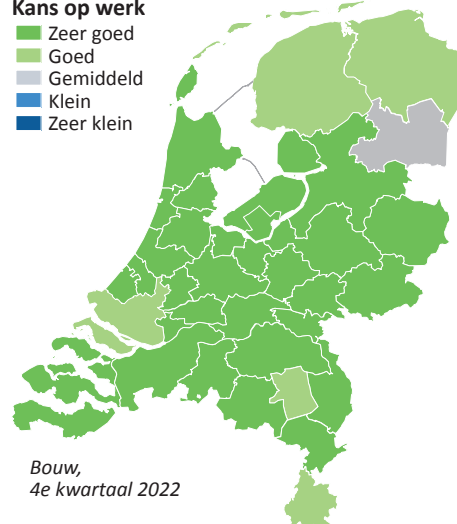 Kans op werk
Zeer goed
Goed
Gemiddeld
Klein
Zeer klein
Bouw,
4e kwartaal 2022